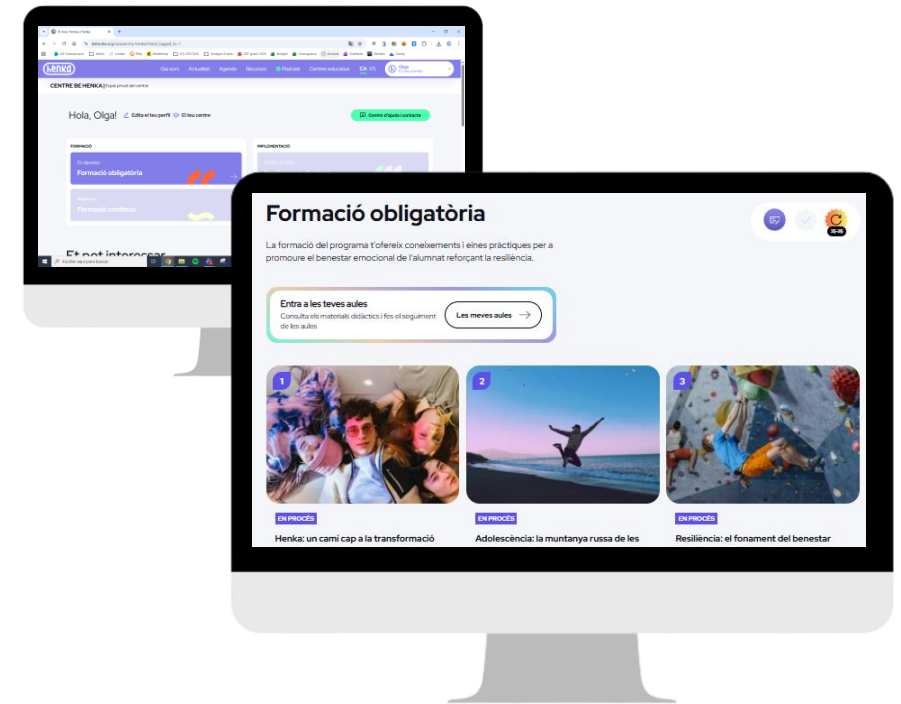 henka
Qui som
Actualitat
Agenda
Recursos
Podcast
Centres educatius
CA
ES
Olga
CENTRE BE HENKA
Espai privat del centre
Hola, Olga!
Edita el teu perfil
El teu centre
Centre d'ajuda i contacte
FORMACIÓ
IMPLEMENTACIÓ
Formació obligatòria
Formació contínua
Et pot interessar
Formació obligatòria
La formació del programa t'ofereix coneixements i eines pràctiques per a
promoure el benestar emocional de l'alumnat reforçant la resiliència.
Entra a les teves aules
Consulta els materials didàctics i fes el seguiment
de les aules
Les meves aules
1
2
3
EN PROCÉS
EN PROCÉS
EN PROCÉS
Henka: un camí cap a la transformació
Adolescència: la muntanya russa de les
Resiliència: el fonament del benestar